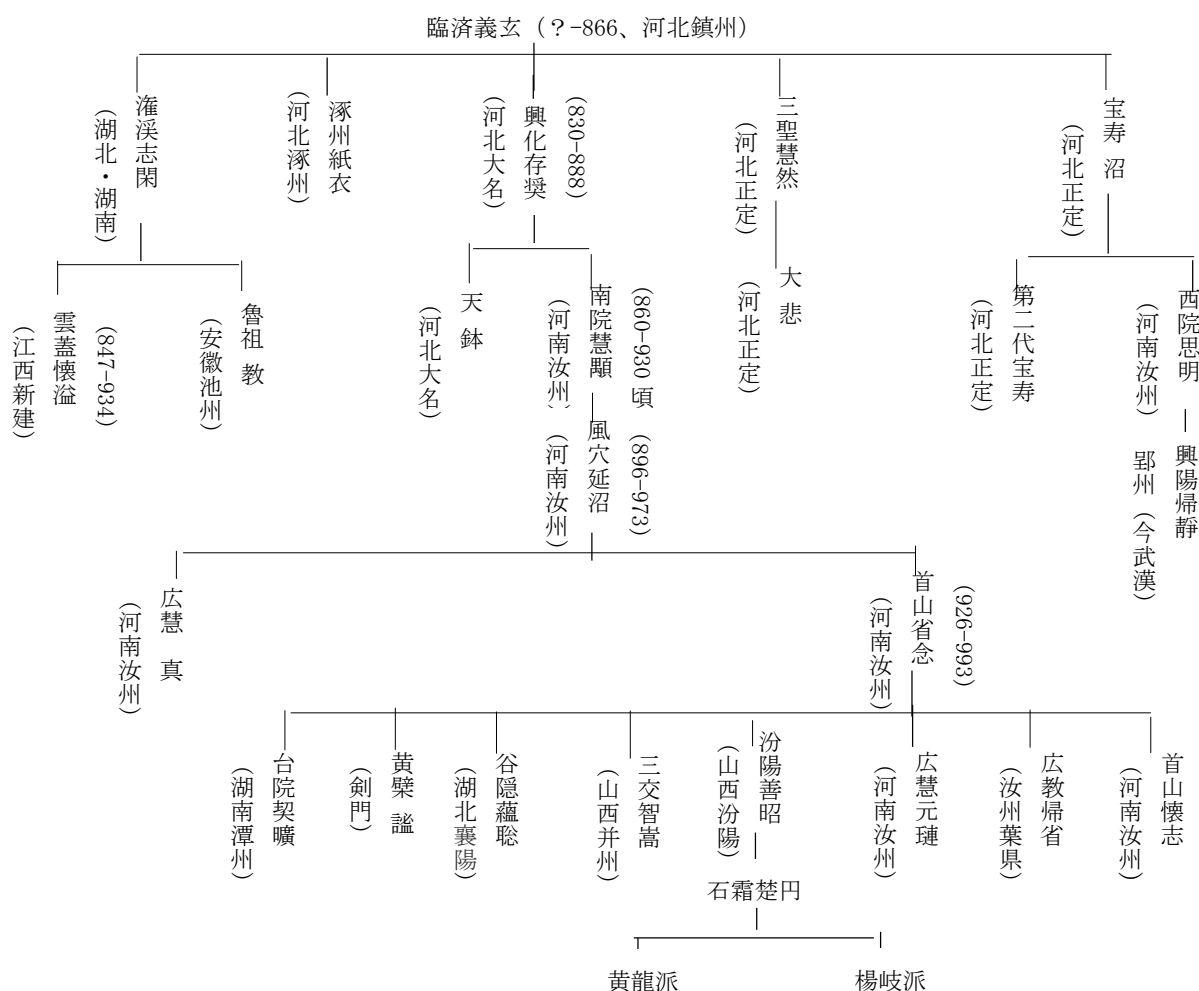 臨済義玄（？-866、河北鎮州）
宝寿 沼
（河北正定）
三聖慧然
（河北正定）
(830-888)
興化存奨
（河北大名）
涿州紙衣
（河北涿州）
潅渓志閑
（湖北・湖南）
西院思明
（河南汝州）
興陽帰静
郢州（今武漢）
第二代宝寿
（河北正定）
大 悲
（河北正定）
(860-930頃
南院慧顒
（河南汝州）
天 鉢
（河北大名）
魯祖 教
（安徽池州）
雲蓋懐溢
(847-934)
（江西新建）
(896-973)
風穴延沼
（河南汝州）
(926-993)
首山省念
（河南汝州）
広慧 真
（河南汝州）
首山懐志
（河南汝州）
広教帰省
（汝州葉県）
広慧元璉
（河南汝州）
汾陽善昭
（山西汾陽）
三交智嵩
（山西并州）
谷隠蘊聡
（湖北襄陽）
黄檗 謐
（剣門）
台院契曠
（湖南潭州）
石霜楚円
黄龍派
楊岐派